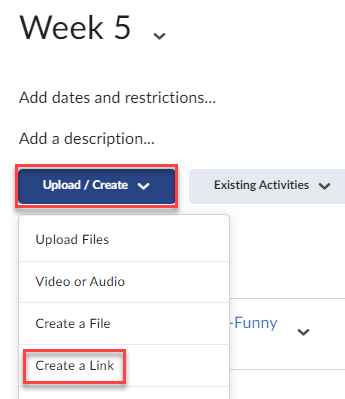 Week 5
Add dates and restrictions...
Add a description...
Upload / Create Existing Activities
Upload Files
Video or Audio
Create a File
-Funny
Create a Link